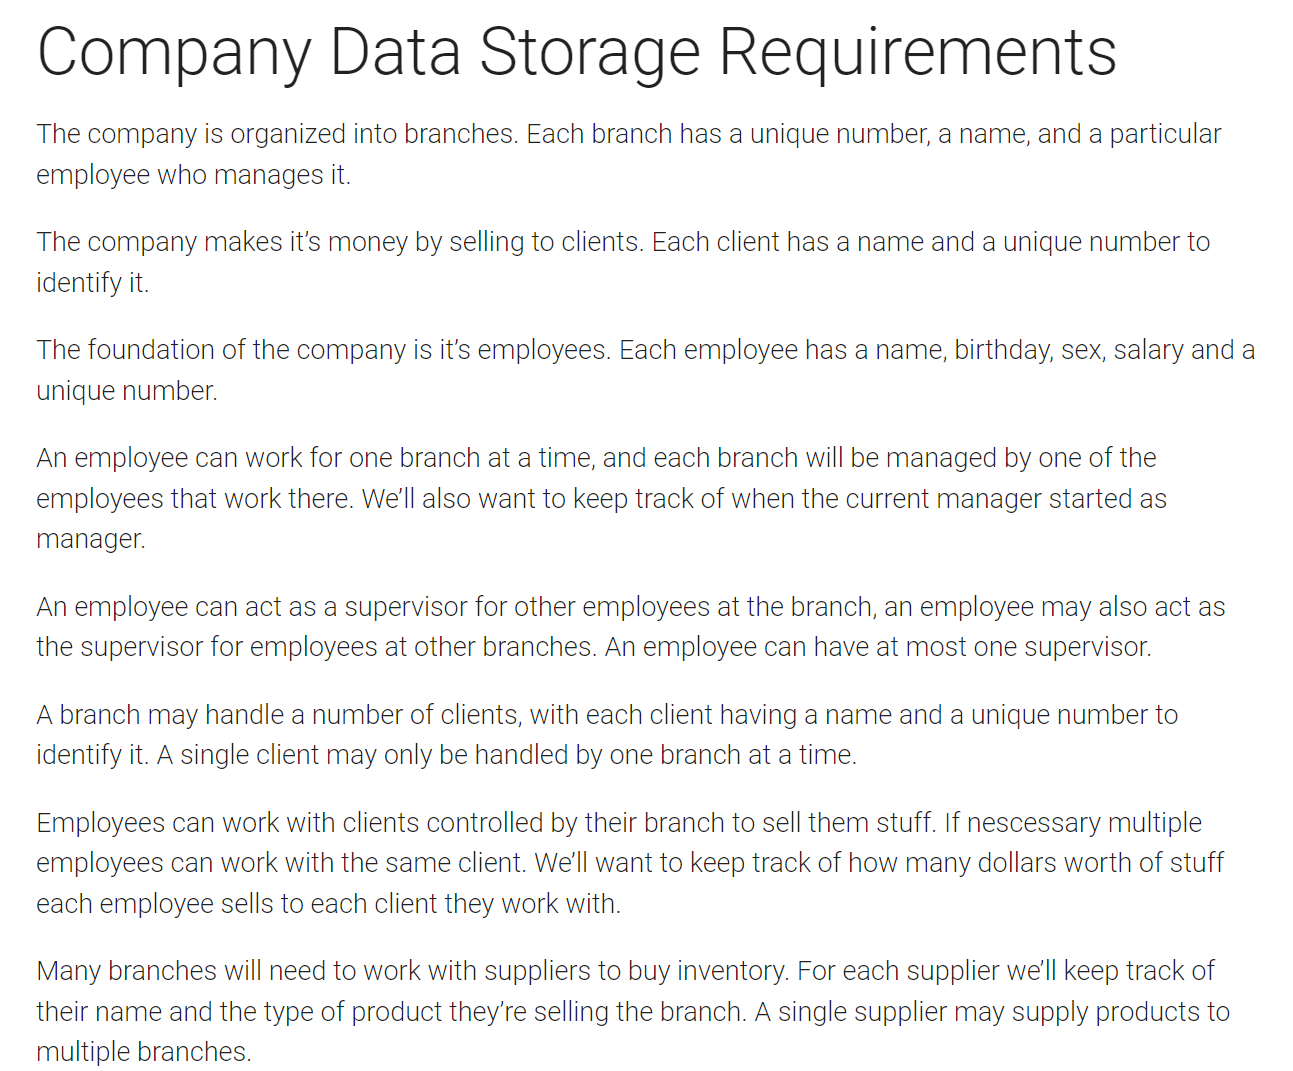 Company Data Storage Requirements
The company is organized into branches. Each branch has a unique number, a name, and a particular
employee who manages it.
The company makes it’s money by selling to clients. Each client has a name and a unique number to
identify it.
The foundation of the company is it’s employees. Each employee has a name, birthday, sex, salary and a
unique number.
An employee can work for one branch at a time, and each branch will be managed by one of the
employees that work there. We’ll also want to keep track of when the current manager started as
manager.
An employee can act as a supervisor for other employees at the branch, an employee may also act as
the supervisor for employees at other branches. An employee can have at most one supervisor.
A branch may handle a number of clients, with each client having a name and a unique number to
identify it. A single client may only be handled by one branch at a time.
Employees can work with clients controlled by their branch to sell them stuff. If nescessary multiple
employees can work with the same client. We’ll want to keep track of how many dollars worth of stuff
each employee sells to each client they work with.
Many branches will need to work with suppliers to buy inventory. For each supplier we’ll keep track of
their name and the type of product they’re selling the branch. A single supplier may supply products to
multiple branches.